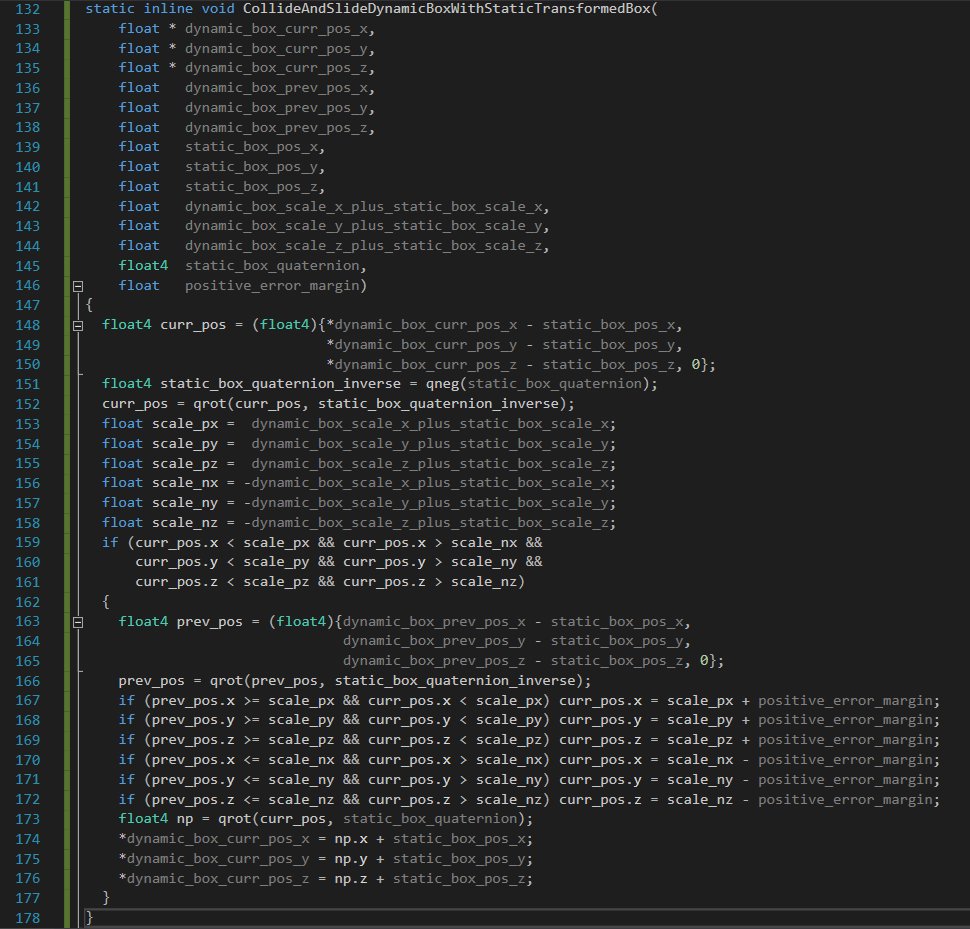 132 static inline void CollideAndSlideDynamicBoxWithStaticTransformedBox(
133     float * dynamic_box_curr_pos_x,
134     float * dynamic_box_curr_pos_y,
135     float * dynamic_box_curr_pos_z,
136     float   dynamic_box_prev_pos_x,
137     float   dynamic_box_prev_pos_y,
138     float   dynamic_box_prev_pos_z,
139     float   static_box_pos_x,
140     float   static_box_pos_y,
141     float   static_box_pos_z,
142     float   dynamic_box_scale_x_plus_static_box_scale_x,
143     float   dynamic_box_scale_y_plus_static_box_scale_y,
144     float   dynamic_box_scale_z_plus_static_box_scale_z,
145     float4  static_box_quaternion,
146     float   positive_error_margin)
147 {
148   float4 curr_pos = (float4){*dynamic_box_curr_pos_x - static_box_pos_x,
149                              *dynamic_box_curr_pos_y - static_box_pos_y,
150                              *dynamic_box_curr_pos_z - static_box_pos_z, 0};
151   float4 static_box_quaternion_inverse = qneg(static_box_quaternion);
152   curr_pos = qrot(curr_pos, static_box_quaternion_inverse);
153   float scale_px =  dynamic_box_scale_x_plus_static_box_scale_x;
154   float scale_py =  dynamic_box_scale_y_plus_static_box_scale_y;
155   float scale_pz =  dynamic_box_scale_z_plus_static_box_scale_z;
156   float scale_nx = -dynamic_box_scale_x_plus_static_box_scale_x;
157   float scale_ny = -dynamic_box_scale_y_plus_static_box_scale_y;
158   float scale_nz = -dynamic_box_scale_z_plus_static_box_scale_z;
159   if (curr_pos.x < scale_px && curr_pos.x > scale_nx &&
160       curr_pos.y < scale_py && curr_pos.y > scale_ny &&
161       curr_pos.z < scale_pz && curr_pos.z > scale_nz)
162   {
163     float4 prev_pos = (float4){dynamic_box_prev_pos_x - static_box_pos_x,
164                                dynamic_box_prev_pos_y - static_box_pos_y,
165                                dynamic_box_prev_pos_z - static_box_pos_z, 0};
166     prev_pos = qrot(prev_pos, static_box_quaternion_inverse);
167     if (prev_pos.x >= scale_px && curr_pos.x < scale_px) curr_pos.x = scale_px + positive_error_margin;
168     if (prev_pos.y >= scale_py && curr_pos.y < scale_py) curr_pos.y = scale_py + positive_error_margin;
169     if (prev_pos.z >= scale_pz && curr_pos.z < scale_pz) curr_pos.z = scale_pz + positive_error_margin;
170     if (prev_pos.x <= scale_nx && curr_pos.x > scale_nx) curr_pos.x = scale_nx - positive_error_margin;
171     if (prev_pos.y <= scale_ny && curr_pos.y > scale_ny) curr_pos.y = scale_ny - positive_error_margin;
172     if (prev_pos.z <= scale_nz && curr_pos.z > scale_nz) curr_pos.z = scale_nz - positive_error_margin;
173     float4 np = qrot(curr_pos, static_box_quaternion);
174     *dynamic_box_curr_pos_x = np.x + static_box_pos_x;
175     *dynamic_box_curr_pos_y = np.y + static_box_pos_y;
176     *dynamic_box_curr_pos_z = np.z + static_box_pos_z;
177   }
178 }